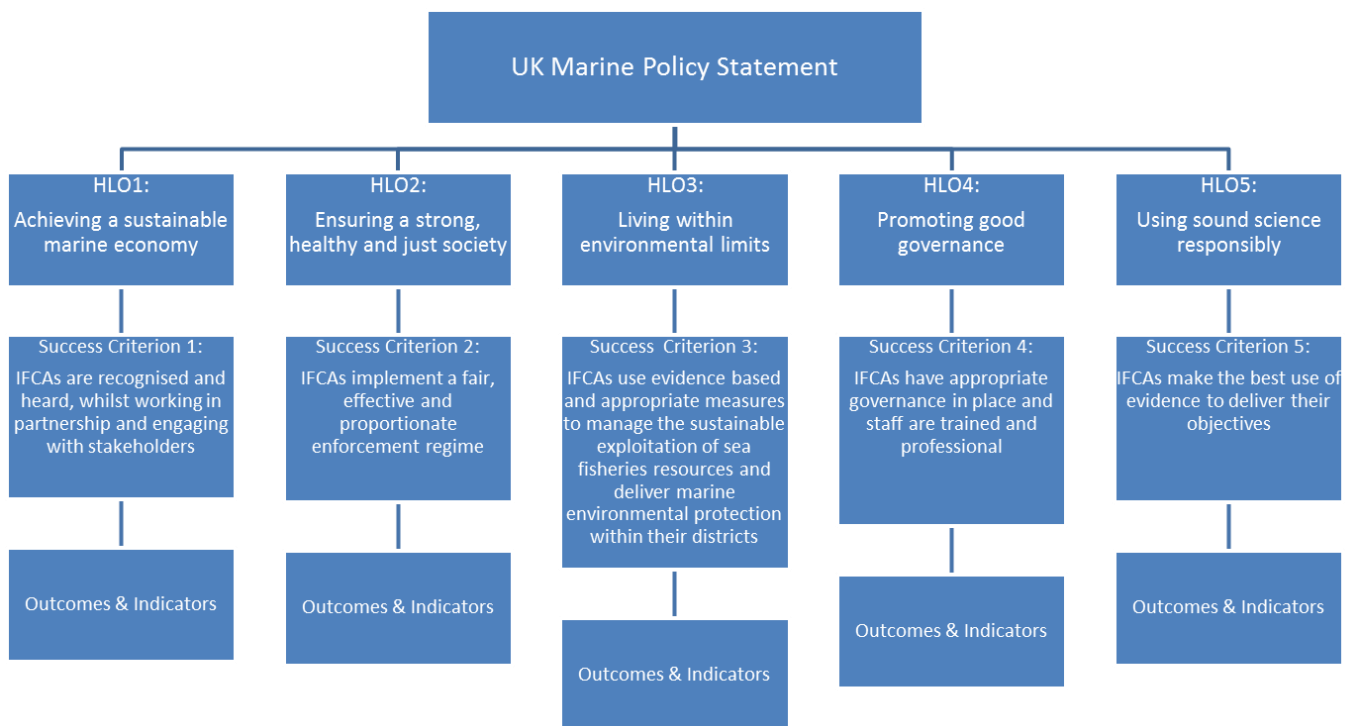 UK Marine Policy Statement
HLO1:
Achieving a sustainable
marine economy
HLO2:
Ensuring a strong,
healthy and just society
HLO3:
Living within
environmental limits
HLO4:
Promoting good
governance
HLO5:
Using sound science
responsibly
Success Criterion 1:
IFCAs are recognised and
heard, whilst working in
partnership and engaging
with stakeholders
Success Criterion 2:
IFCAs implement a fair,
effective and
proportionate
enforcement regime
Success  Criterion 3:
IFCAs use evidence based
and appropriate measures
to manage the sustainable
exploitation of sea
fisheries resources and
deliver marine
environmental protection
within their districts
Success Criterion 4:
IFCAs have appropriate
governance in place and
staff are trained and
professional
Success Criterion 5:
IFCAs make the best use of
evidence to deliver their
objectives
Outcomes & Indicators
Outcomes & Indicators
Outcomes & Indicators
Outcomes & Indicators
Outcomes & Indicators